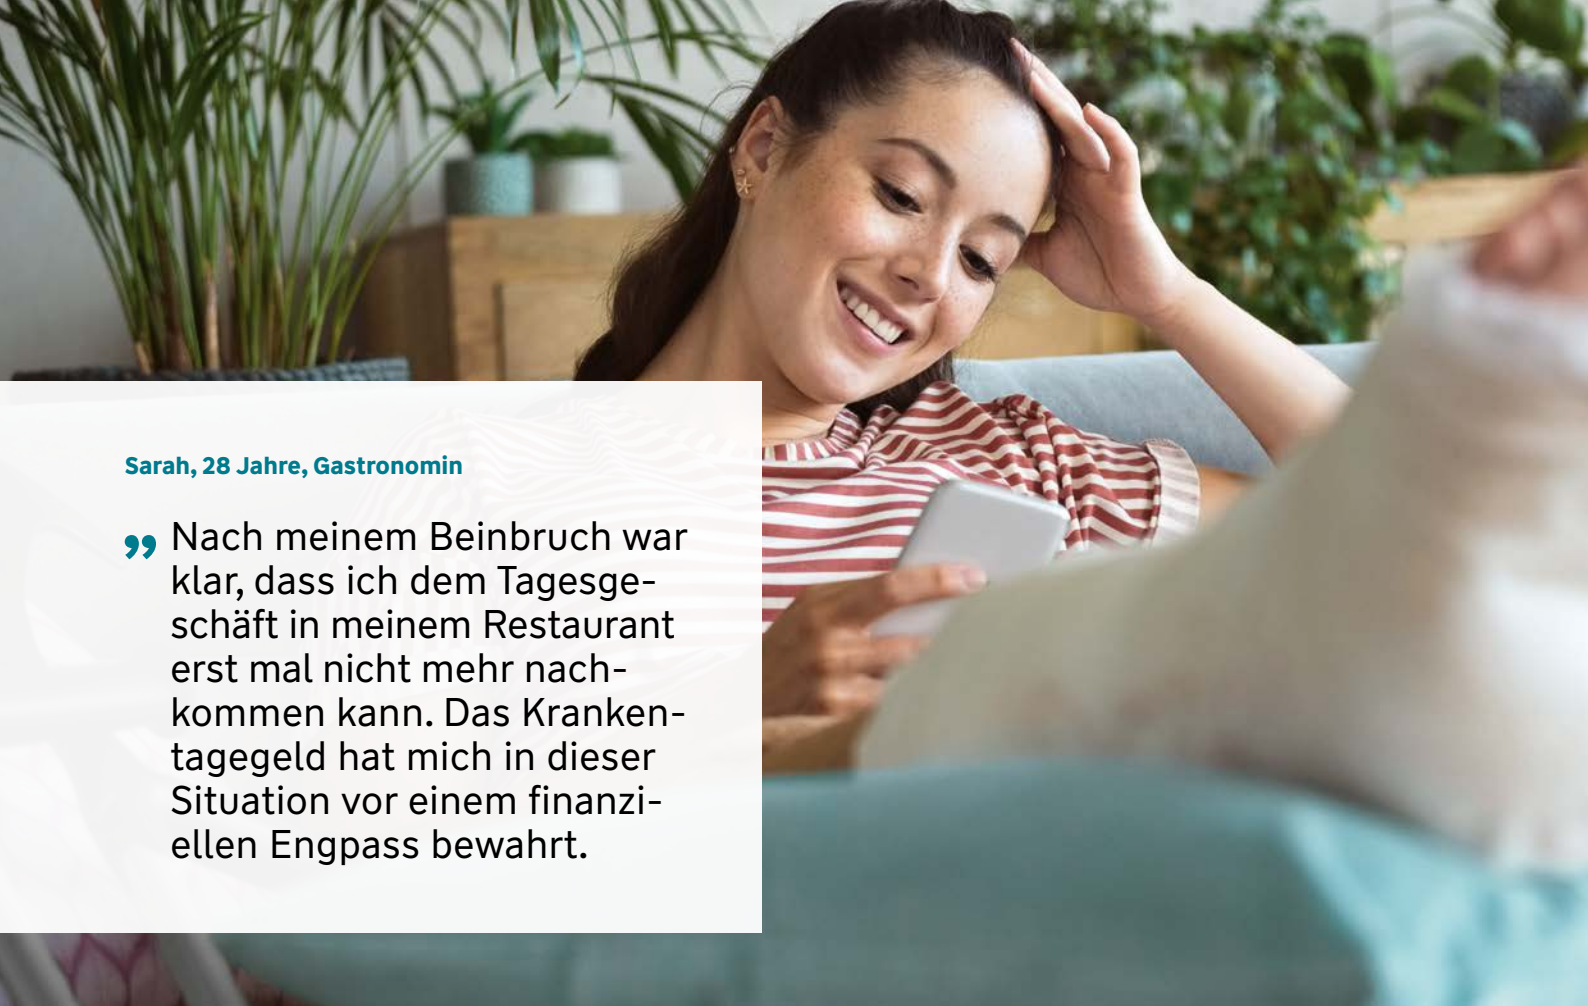 Sarah, 28 Jahre, Gastronomin
❟❟ Nach meinem Beinbruch war
klar, dass ich dem Tagesge-
schäft in meinem Restaurant
erst mal nicht mehr nach-
kommen kann. Das Kranken-
tagegeld hat mich in dieser
Situation vor einem finanzi-
ellen Engpass bewahrt.